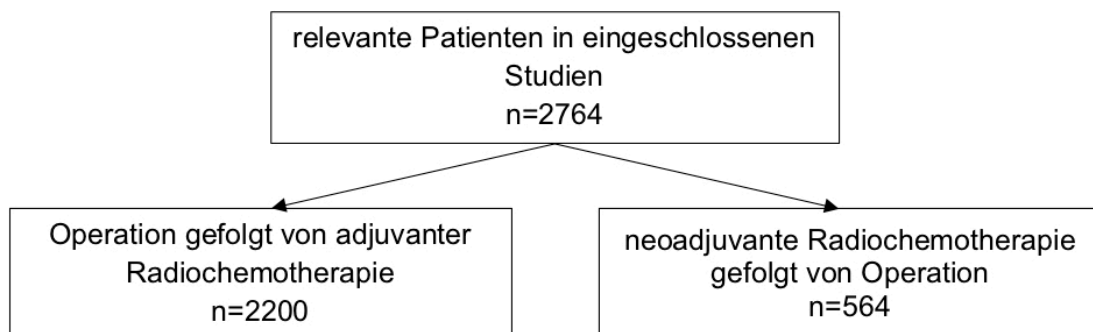 relevante Patienten in eingeschlossenen
Studien
n=2764
Operation gefolgt von adjuvanter
Radiochemotherapie
n=2200
neoadjuvante Radiochemotherapie
gefolgt von Operation
n=564